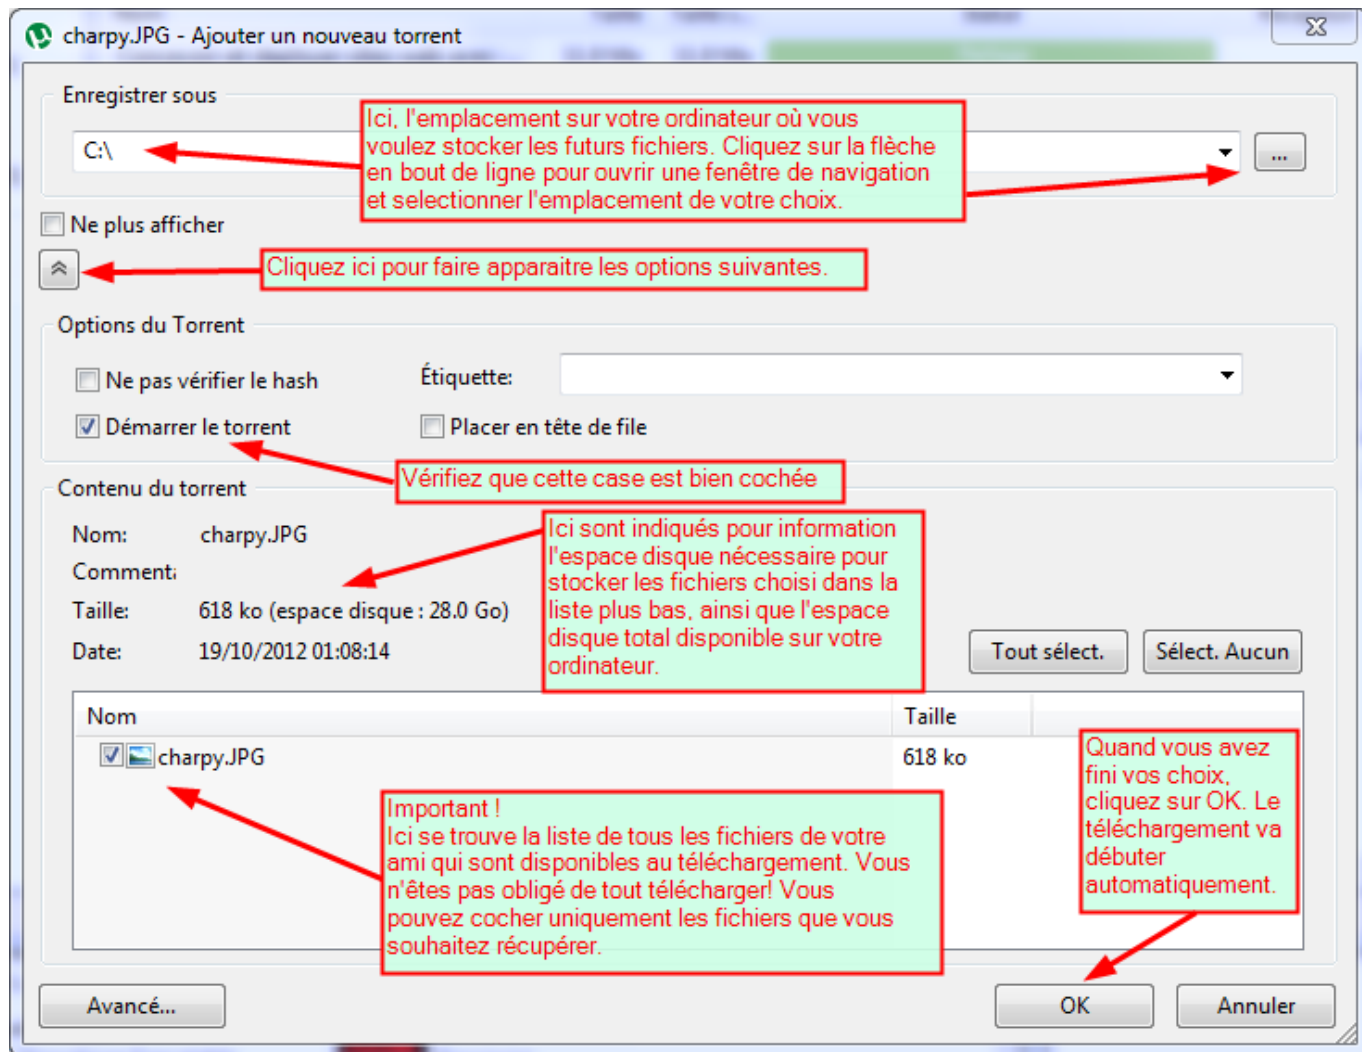 charpy.JPG - Ajouter un nouveau torrent
Enregistrer sous
Ici, l'emplacement sur votre ordinateur où vous
voulez stocker les futurs fichiers. Cliquez sur la flèche
en bout de ligne pour ouvrir une fenêtre de navigation
et selectionner l'emplacement de votre choix.
C:\
...
Ne plus afficher
Cliquez ici pour faire apparaitre les options suivantes.
Options du Torrent
Ne pas vérifier le hash
Étiquette:
Démarrer le torrent
Placer en tête de file
Vérifiez que cette case est bien cochée
Contenu du torrent
Nom: charpy.JPG
Comment
Taille: 618 ko (espace disque : 28.0 Go)
Date: 19/10/2012 01:08:14
Ici sont indiqués pour information
l'espace disque nécessaire pour
stocker les fichiers choisi dans la
liste plus bas, ainsi que l'espace
disque total disponible sur votre
ordinateur.
Tout sélect.
Sélect. Aucun
Nom
Taille
charpy.JPG
618 ko
Important !
Ici se trouve la liste de tous les fichiers de votre
ami qui sont disponibles au téléchargement. Vous
n'êtes pas obligé de tout télécharger! Vous
pouvez cocher uniquement les fichiers que vous
souhaitez récupérer.
Quand vous avez
fini vos choix,
cliquez sur OK. Le
téléchargement va
débuter
automatiquement.
Avancé...
OK
Annuler